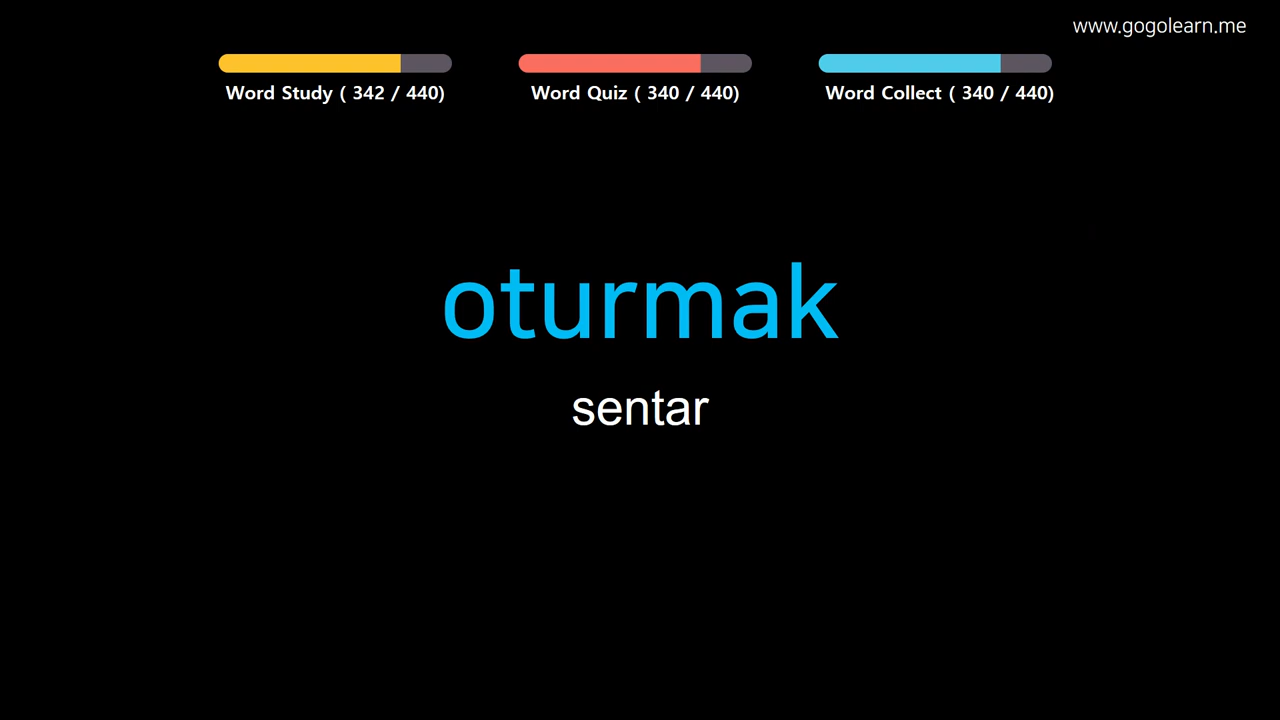 www.gogolearn.me
Word Study ( 342 / 440)
Word Quiz ( 340 / 440)
Word Collect ( 340 / 440)
oturmak
sentar